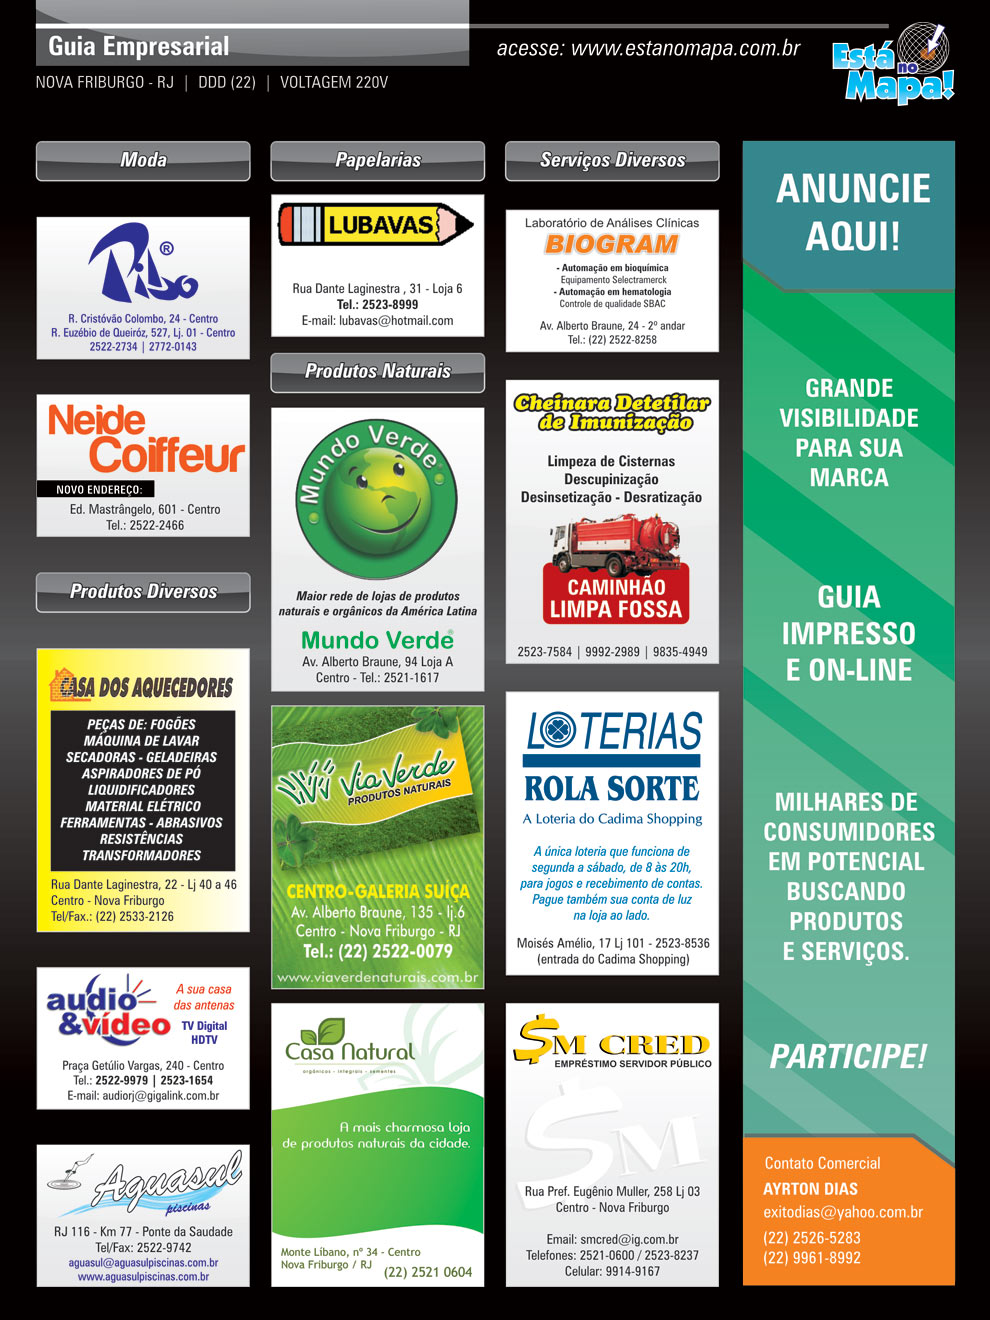 Guia Empresarial
acesse: www.estanomapa.com.br
Está
no
Mapa!
NOVA FRIBURGO - RJ | DDD (22) | VOLTAGEM 220V
Moda
Pibo ®
R. Cristóvão Colombo, 24 - Centro
R. Euzébio de Queiróz, 527, Lj. 01 - Centro
2522-2734 | 2772-0143
Neide
Coiffeur
NOVO ENDEREÇO:
Ed. Mastrângelo, 601 - Centro
Tel.: 2522-2466
Produtos Diversos
CASA DOS AQUECEDORES
PEÇAS DE: FOGÕES
MÁQUINA DE LAVAR
SECADORAS - GELADEIRAS
ASPIRADORES DE PÓ
LIQUIDIFICADORES
MATERIAL ELÉTRICO
FERRAMENTAS - ABRASIVOS
RESISTÊNCIAS
TRANSFORMADORES
Rua Dante Laginestra, 22 - Lj 40 a 46
Centro - Nova Friburgo
Tel/Fax.: (22) 2533-2126
audio
&vídeo
A sua casa
das antenas
TV Digital
HDTV
Praça Getúlio Vargas, 240 - Centro
Tel.: 2522-9979 | 2523-1654
E-mail: audiorj@gigalink.com.br
Aguasul
piscinas
RJ 116 - Km 77 - Ponte da Saudade
Tel/Fax: 2522-9742
aguasul@aguasulpiscinas.com.br
www.aguasulpiscinas.com.br
Papelarias
LUBAVAS
Rua Dante Laginestra , 31 - Loja 6
Tel.: 2523-8999
E-mail: lubavas@hotmail.com
Produtos Naturais
Mundo Verde®
Maior rede de lojas de produtos
naturais e orgânicos da América Latina
Mundo Verde®
Av. Alberto Braune, 94 Loja A
Centro - Tel.: 2521-1617
Via Verde
PRODUTOS NATURAIS
CENTRO-GALERIA SUÍÇA
Av. Alberto Braune, 135 - lj.6
Centro - Nova Friburgo - RJ
Tel.: (22) 2522-0079
www.viaverdenaturais.com.br
Casa Natural
orgânicos - integrais - sementes
A mais charmosa loja
de produtos naturais da cidade.
Monte Líbano, nº 34 - Centro
Nova Friburgo / RJ
(22) 2521 0604
Serviços Diversos
Laboratório de Análises Clínicas
BIOGRAM
- Automação em bioquímica
Equipamento Selectramerck
- Automação em hematologia
Controle de qualidade SBAC
Av. Alberto Braune, 24 - 2º andar
Tel.: (22) 2522-8258
Cheinara Detetilar
de Imunização
Limpeza de Cisternas
Descupinização
Desinsetização - Desratização
CAMINHÃO
LIMPA FOSSA
2523-7584 | 9992-2989 | 9835-4949
LOTERIAS
ROLA SORTE
A Loteria do Cadima Shopping
A única loteria que funciona de
segunda a sábado, de 8 às 20h,
para jogos e recebimento de contas.
Pague também sua conta de luz
na loja ao lado.
Moisés Amélio, 17 Lj 101 - 2523-8536
(entrada do Cadima Shopping)
SM CRED
EMPRÉSTIMO SERVIDOR PÚBLICO
SM
Rua Pref. Eugênio Muller, 258 Lj 03
Centro - Nova Friburgo
Email: smcred@ig.com.br
Telefones: 2521-0600 / 2523-8237
Celular: 9914-9167
ANUNCIE
AQUI!
GRANDE
VISIBILIDADE
PARA SUA
MARCA
GUIA
IMPRESSO
E ON-LINE
MILHARES DE
CONSUMIDORES
EM POTENCIAL
BUSCANDO
PRODUTOS
E SERVIÇOS.
PARTICIPE!
Contato Comercial
AYRTON DIAS
exitodias@yahoo.com.br
(22) 2526-5283
(22) 9961-8992